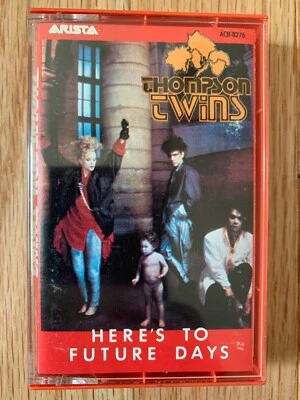 ARISTA
AC8-8276
THOMPSON
TWINS
HERE'S TO
FUTURE DAYS